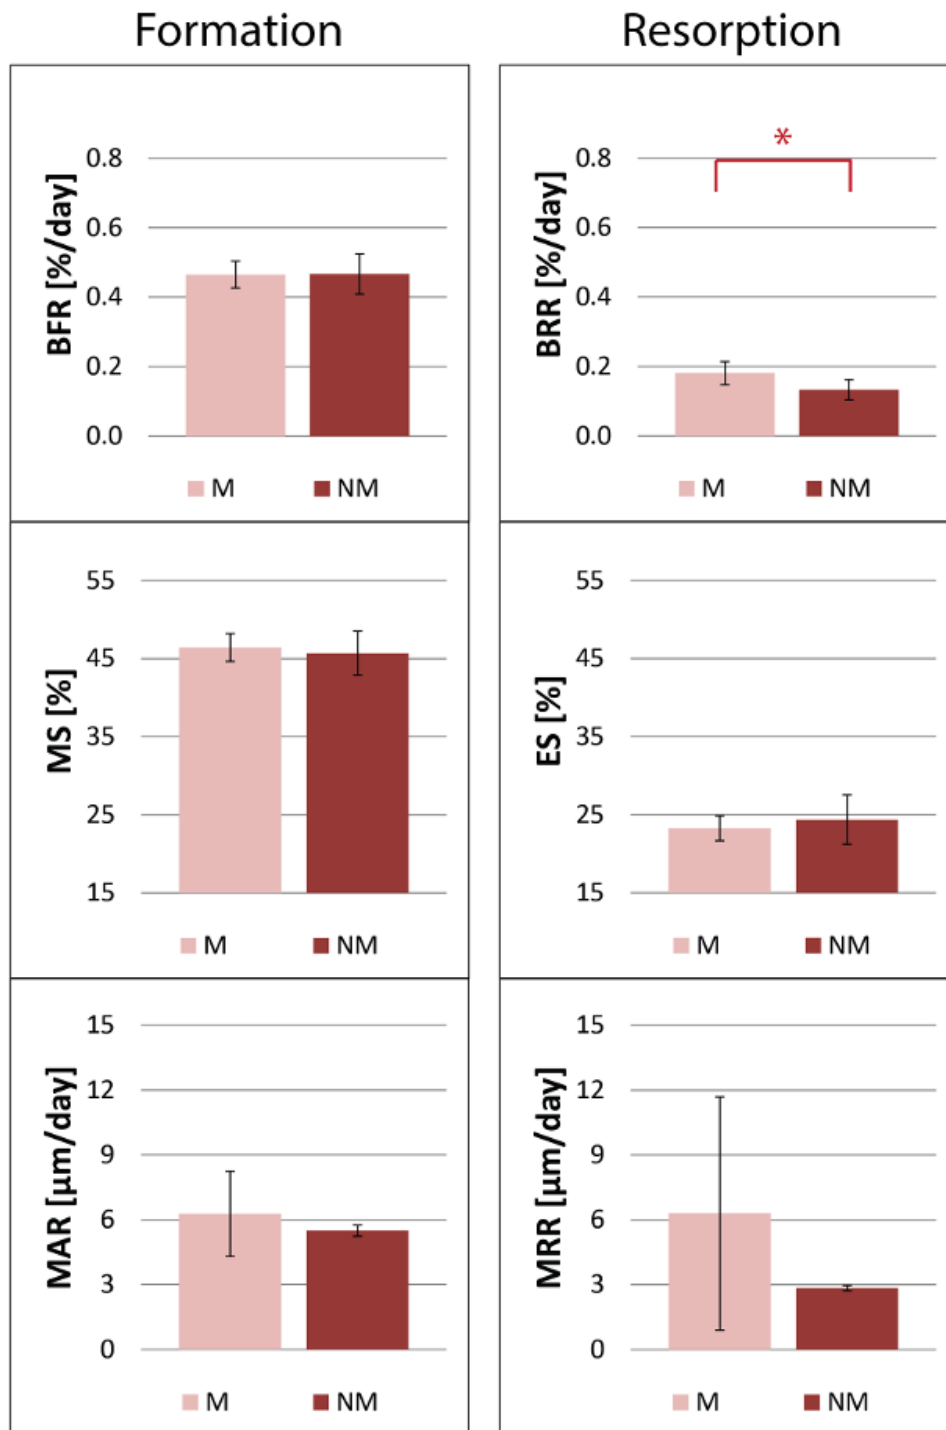 Formation
BFR [%/day]
0.8
0.6
0.4
0.2
0.0
M NM
MS [%]
55
45
35
25
15
M NM
MAR [µm/day]
15
12
9
6
3
0
M NM
Resorption
*
BRR [%/day]
0.8
0.6
0.4
0.2
0.0
M NM
ES [%]
55
45
35
25
15
M NM
MRR [µm/day]
15
12
9
6
3
0
M NM